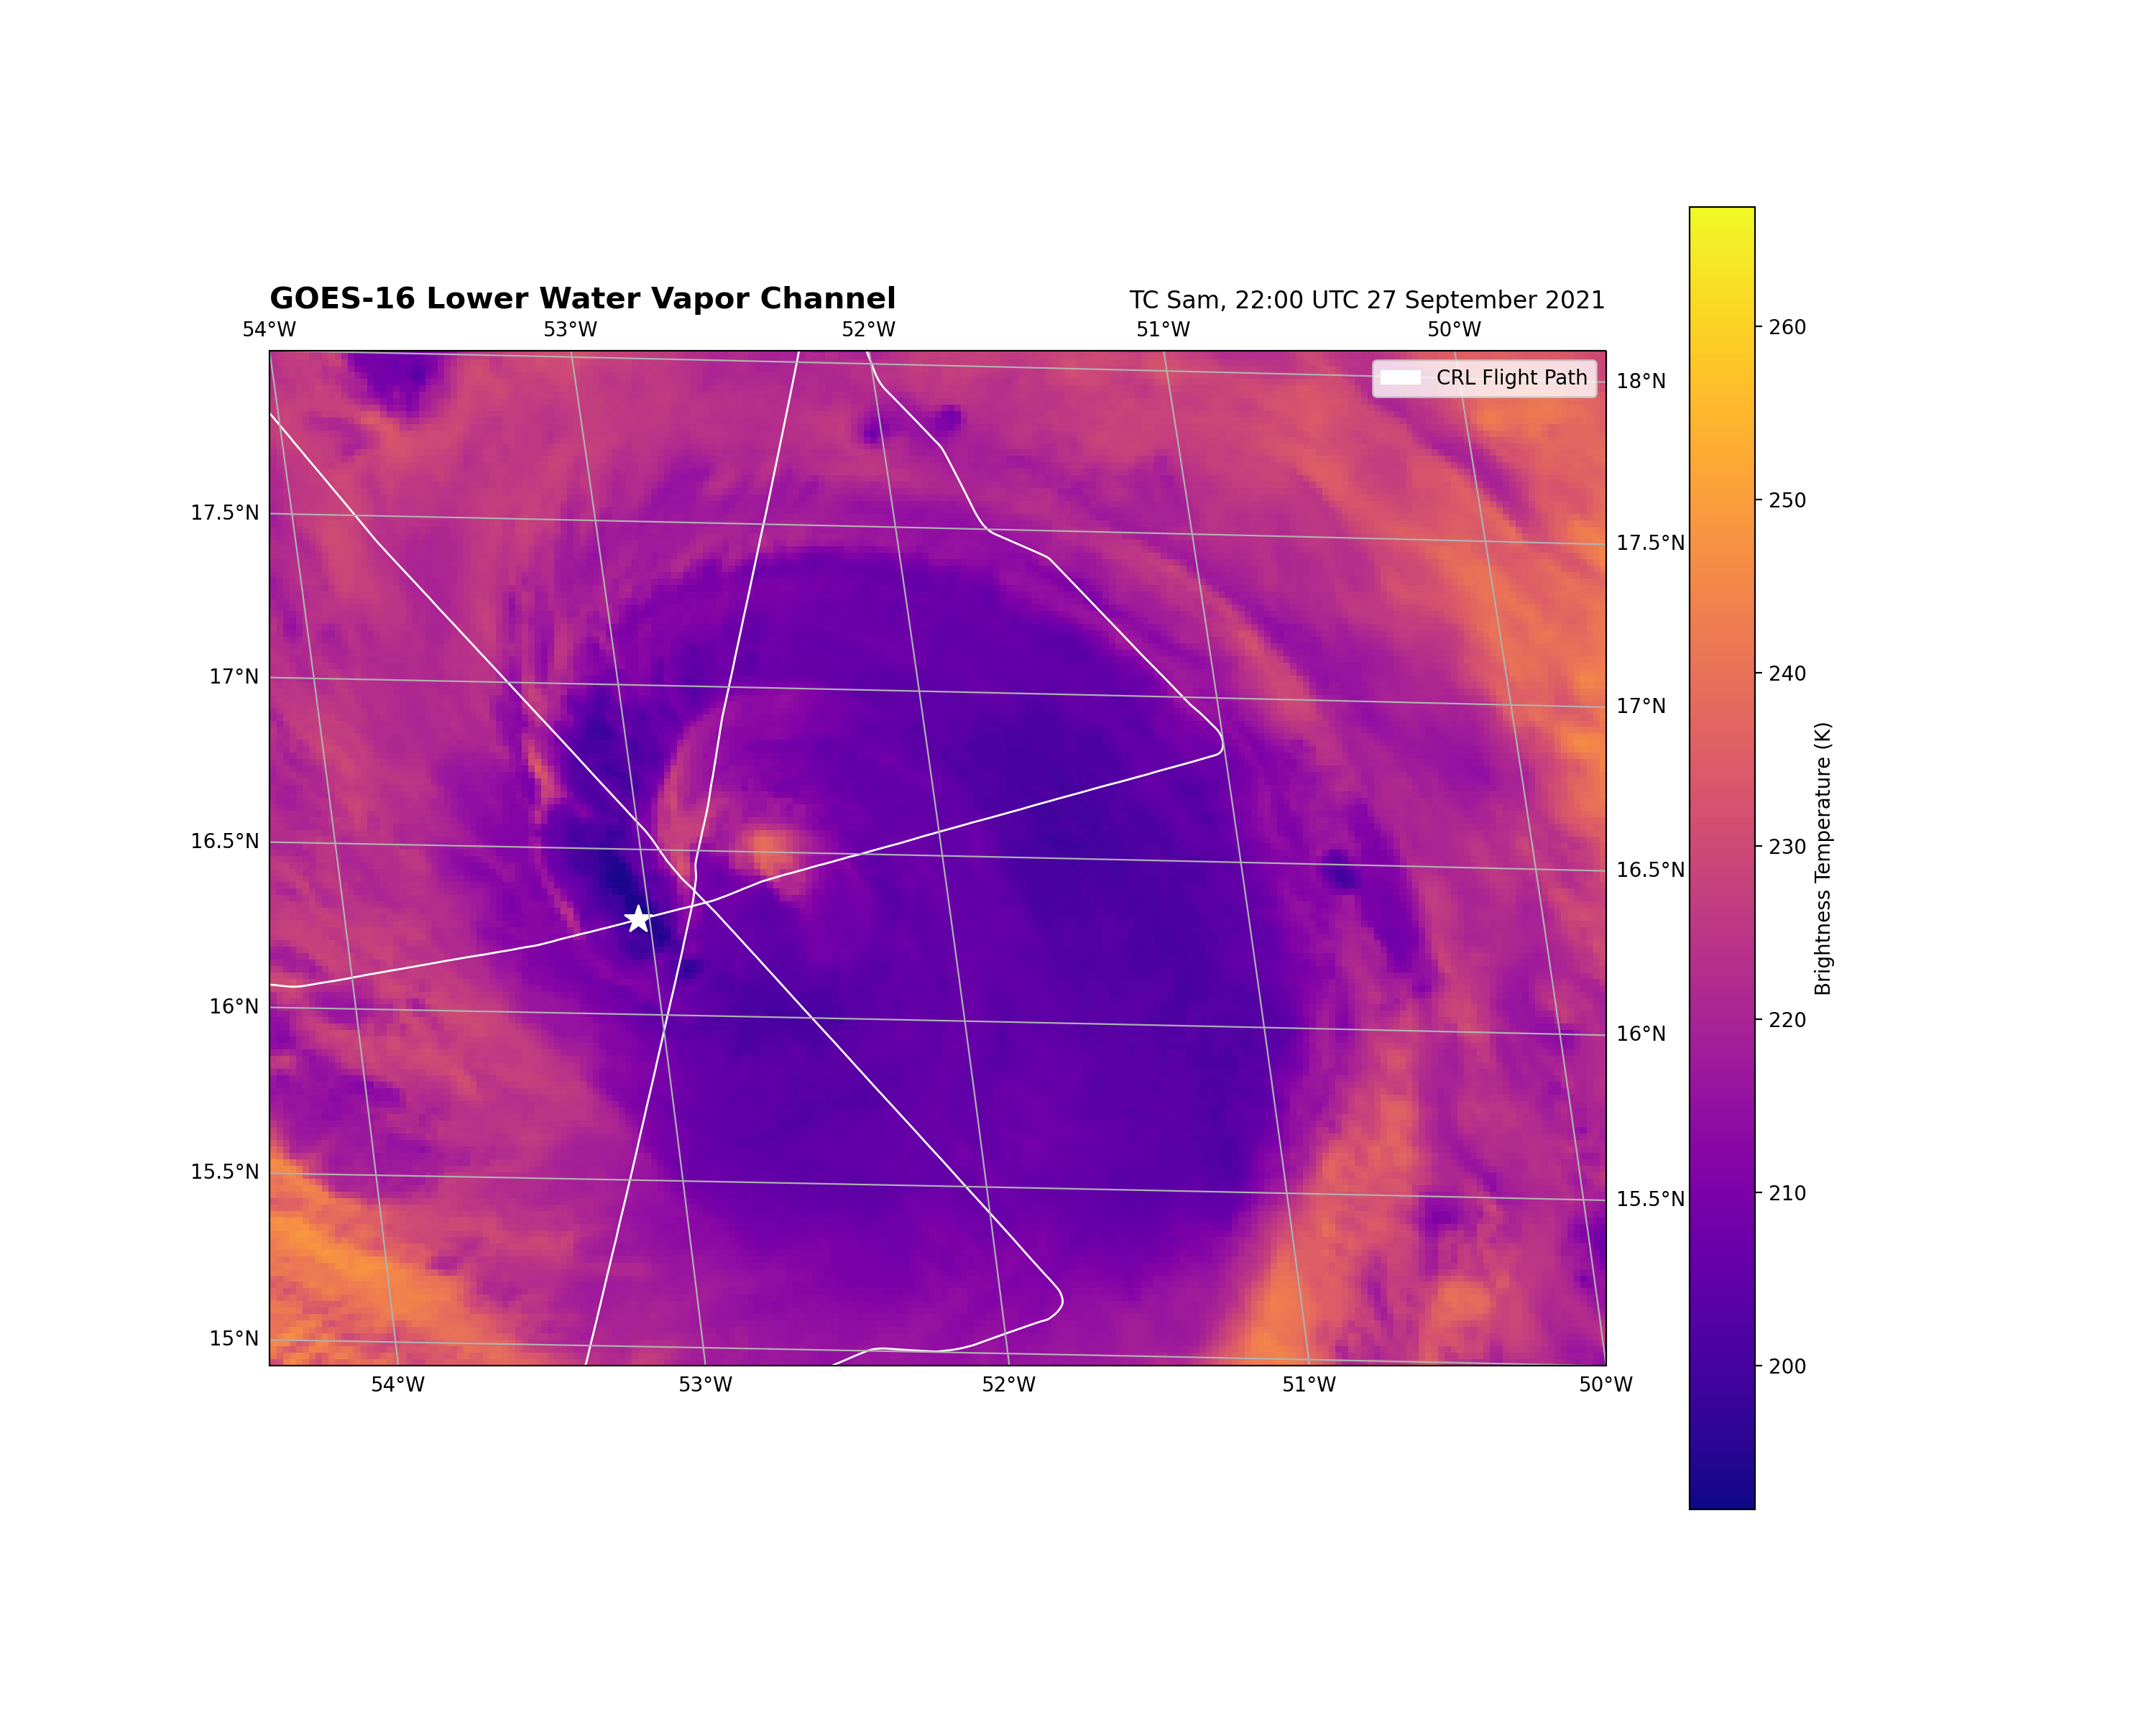 GOES-16 Lower Water Vapor Channel
TC Sam, 22:00 UTC 27 September 2021
54°W 53°W 52°W 51°W 50°W
CRL Flight Path
18°N
17.5°N
17.5°N
17°N
17°N
16.5°N
16.5°N
16°N
16°N
15.5°N
15.5°N
15°N
54°W 53°W 52°W 51°W 50°W
260
250
240
230
220
210
200
Brightness Temperature (K)